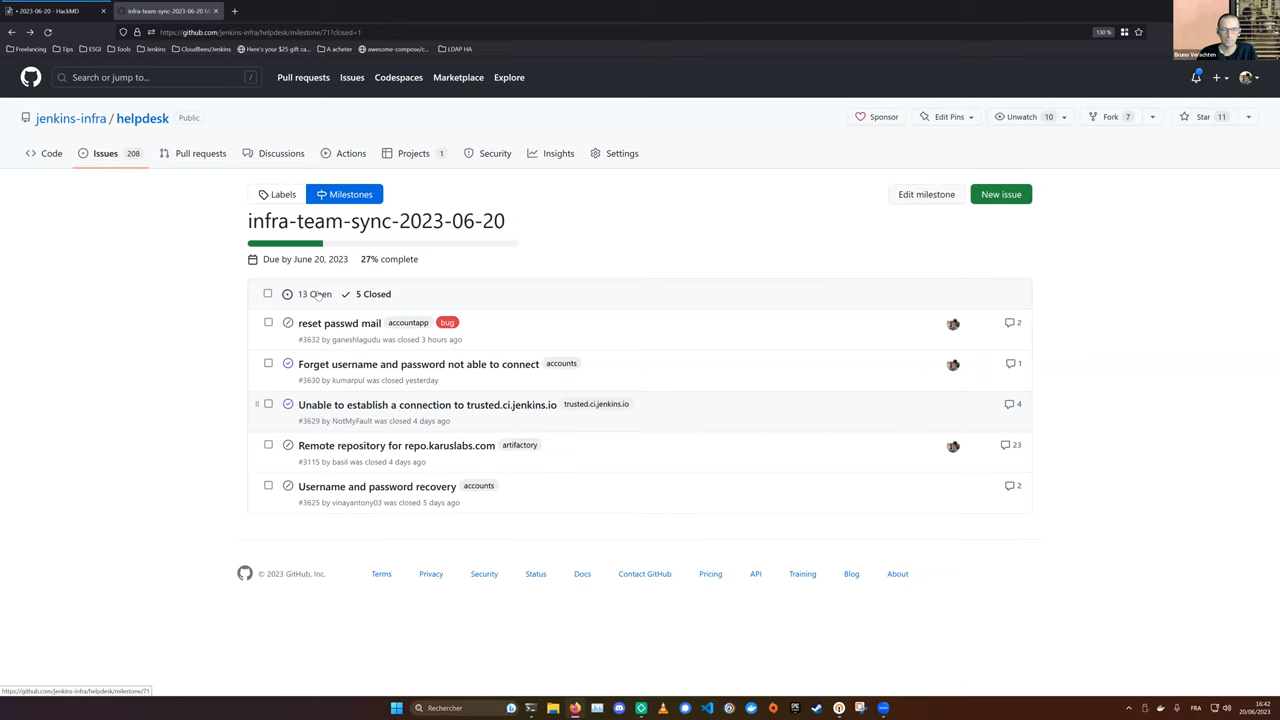 • 2023-06-20 - HackMD
infra-team-sync-2023-06-20 M
https://github.com/jenkins-infra/helpdesk/milestone/71?closed=1
130 %
Freelancing Tips ESGI Tools Jenkins CloudBees/Jenkins Here's your $25 gift ca... A acheter awesome-compose/c... LDAP HA
Bruno Verachten
Search or jump to... /
Pull requests Issues Codespaces Marketplace Explore
jenkins-infra / helpdesk Public
Sponsor Edit Pins Unwatch 10 Fork 7 Star 11
Code Issues 208 Pull requests Discussions Actions Projects 1 Security Insights Settings
Labels Milestones Edit milestone New issue
infra-team-sync-2023-06-20
Due by June 20, 2023 27% complete
13 Open 5 Closed
reset passwd mail accountapp bug 2
#3632 by ganeshlagudu was closed 3 hours ago
Forget username and password not able to connect accounts 1
#3630 by kumarpul was closed yesterday
Unable to establish a connection to trusted.ci.jenkins.io trusted.ci.jenkins.io 4
#3629 by NotMyFault was closed 4 days ago
Remote repository for repo.karuslabs.com artifactory 23
#3115 by basil was closed 4 days ago
Username and password recovery accounts 2
#3625 by vinayantony03 was closed 5 days ago
© 2023 GitHub, Inc. Terms Privacy Security Status Docs Contact GitHub Pricing API Training Blog About
https://github.com/jenkins-infra/helpdesk/milestone/71
Rechercher
FRA
16:42
20/06/2023